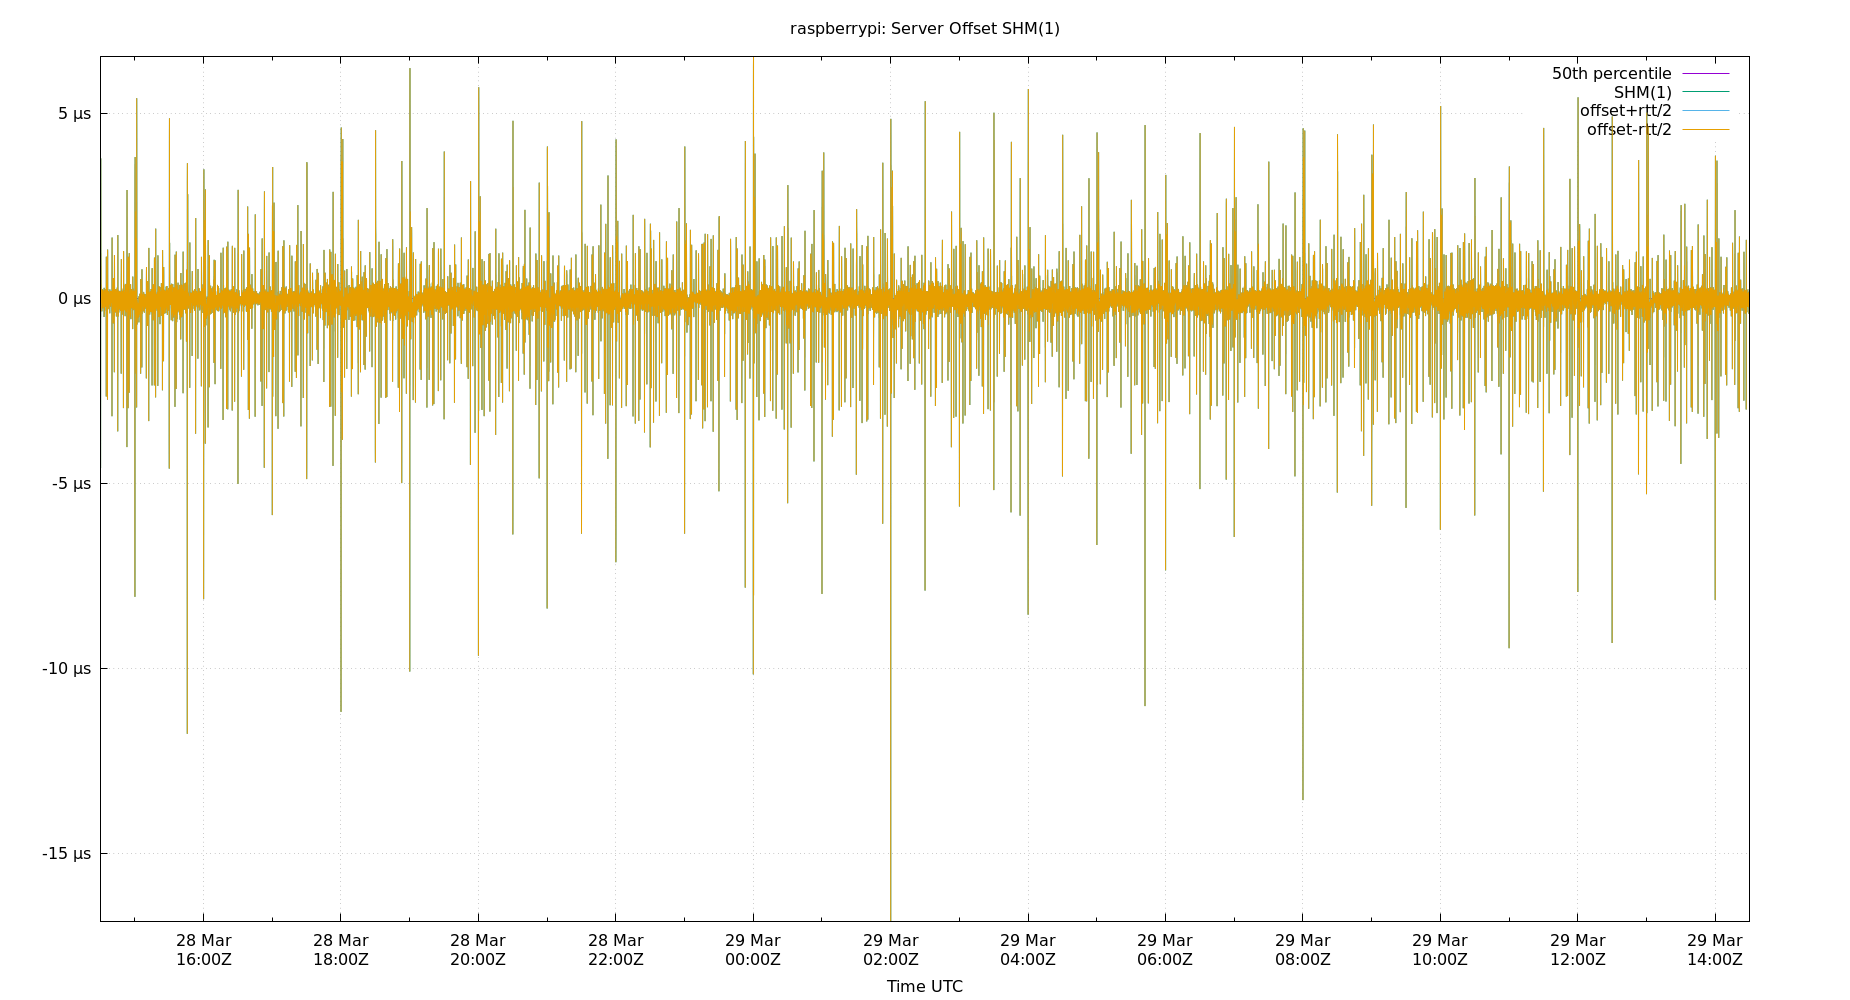 raspberrypi: Server Offset SHM(1)
50th percentile
SHM(1)
offset+rtt/2
offset-rtt/2
5 µs
0 µs
-5 µs
-10 µs
-15 µs
28 Mar 28 Mar 28 Mar 28 Mar 29 Mar 29 Mar 29 Mar 29 Mar 29 Mar 29 Mar 29 Mar 29 Mar
16:00Z 18:00Z 20:00Z 22:00Z 00:00Z 02:00Z 04:00Z 06:00Z 08:00Z 10:00Z 12:00Z 14:00Z
Time UTC